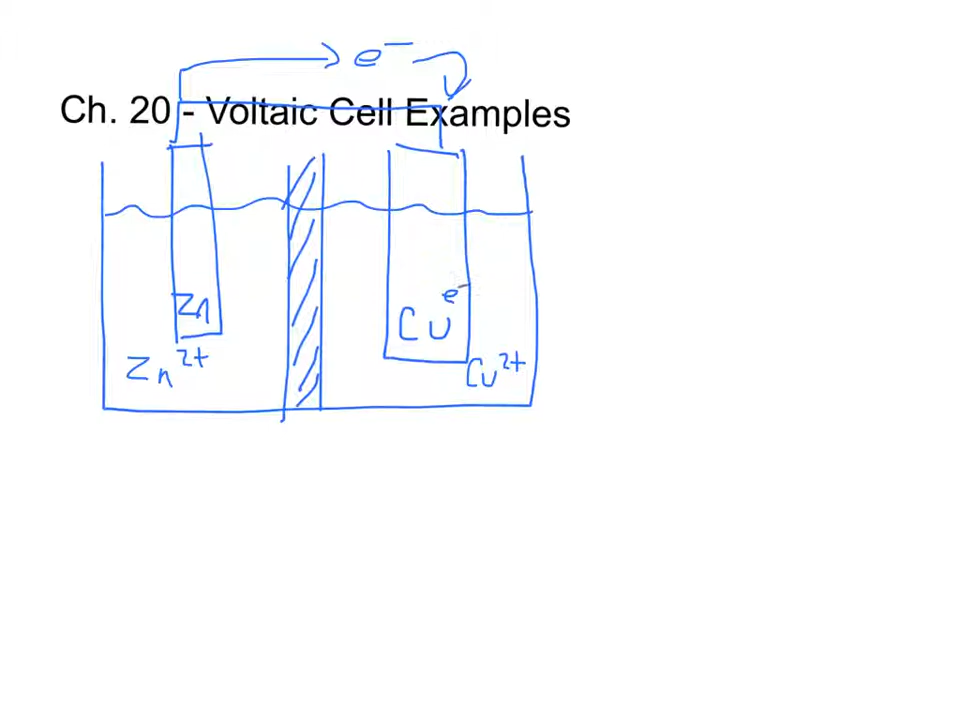 e⁻
Ch. 20 - Voltaic Cell Examples
Zn
e⁻
Cu
Zn²⁺
Cu²⁺